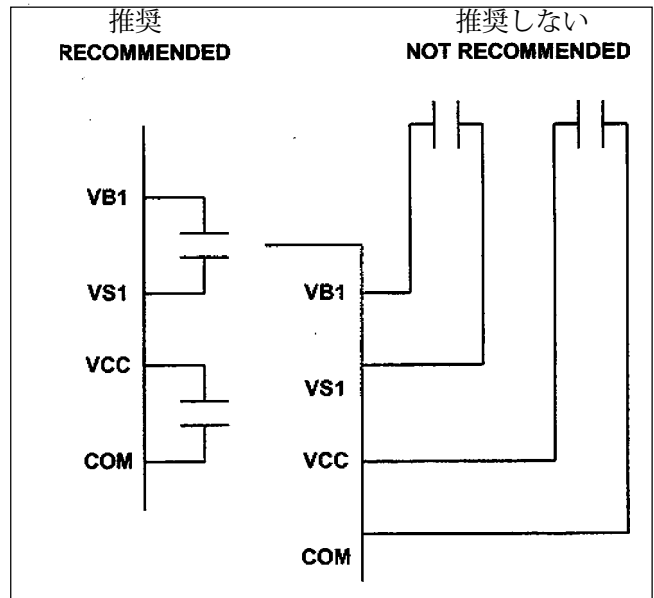 推奨
RECOMMENDED
推奨しない
NOT RECOMMENDED
VB1
VS1
VCC
COM
VB1
VS1
VCC
COM